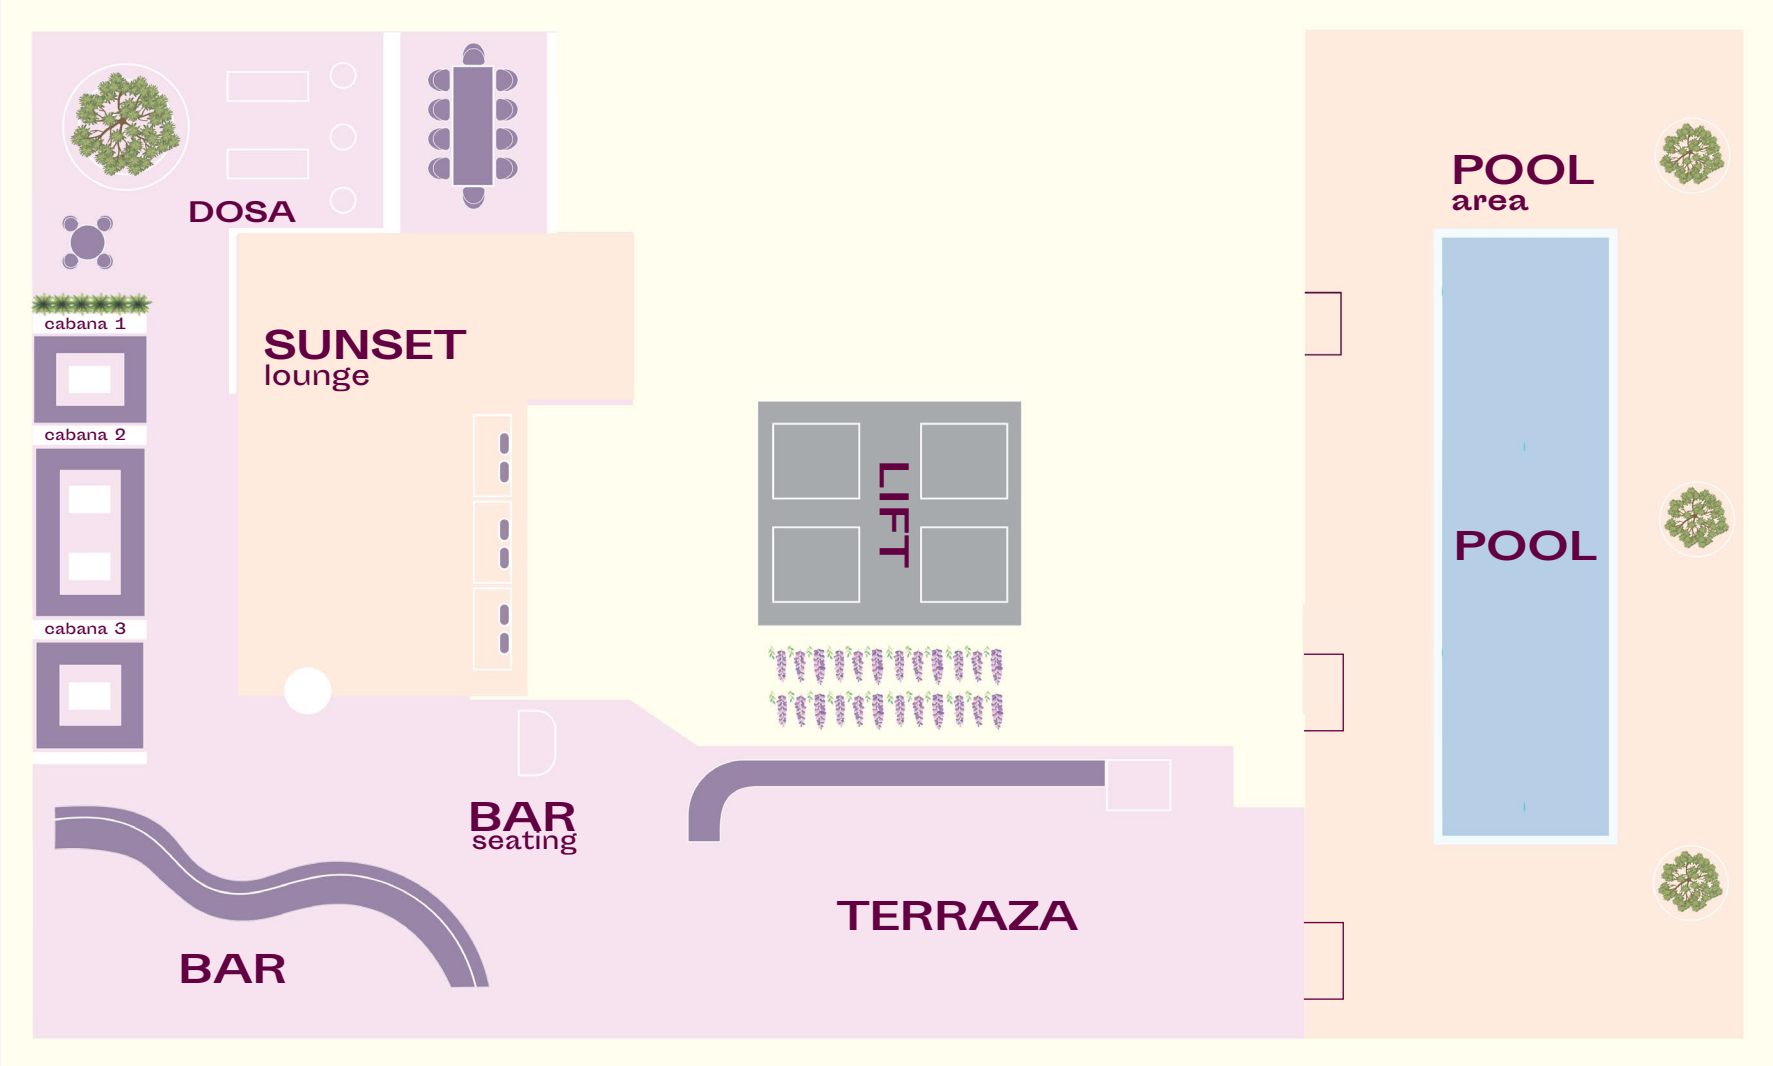 DOSA
cabana 1
SUNSET
lounge
cabana 2
cabana 3
BAR
seating
BAR
LIFT
TERRAZA
POOL
area
POOL